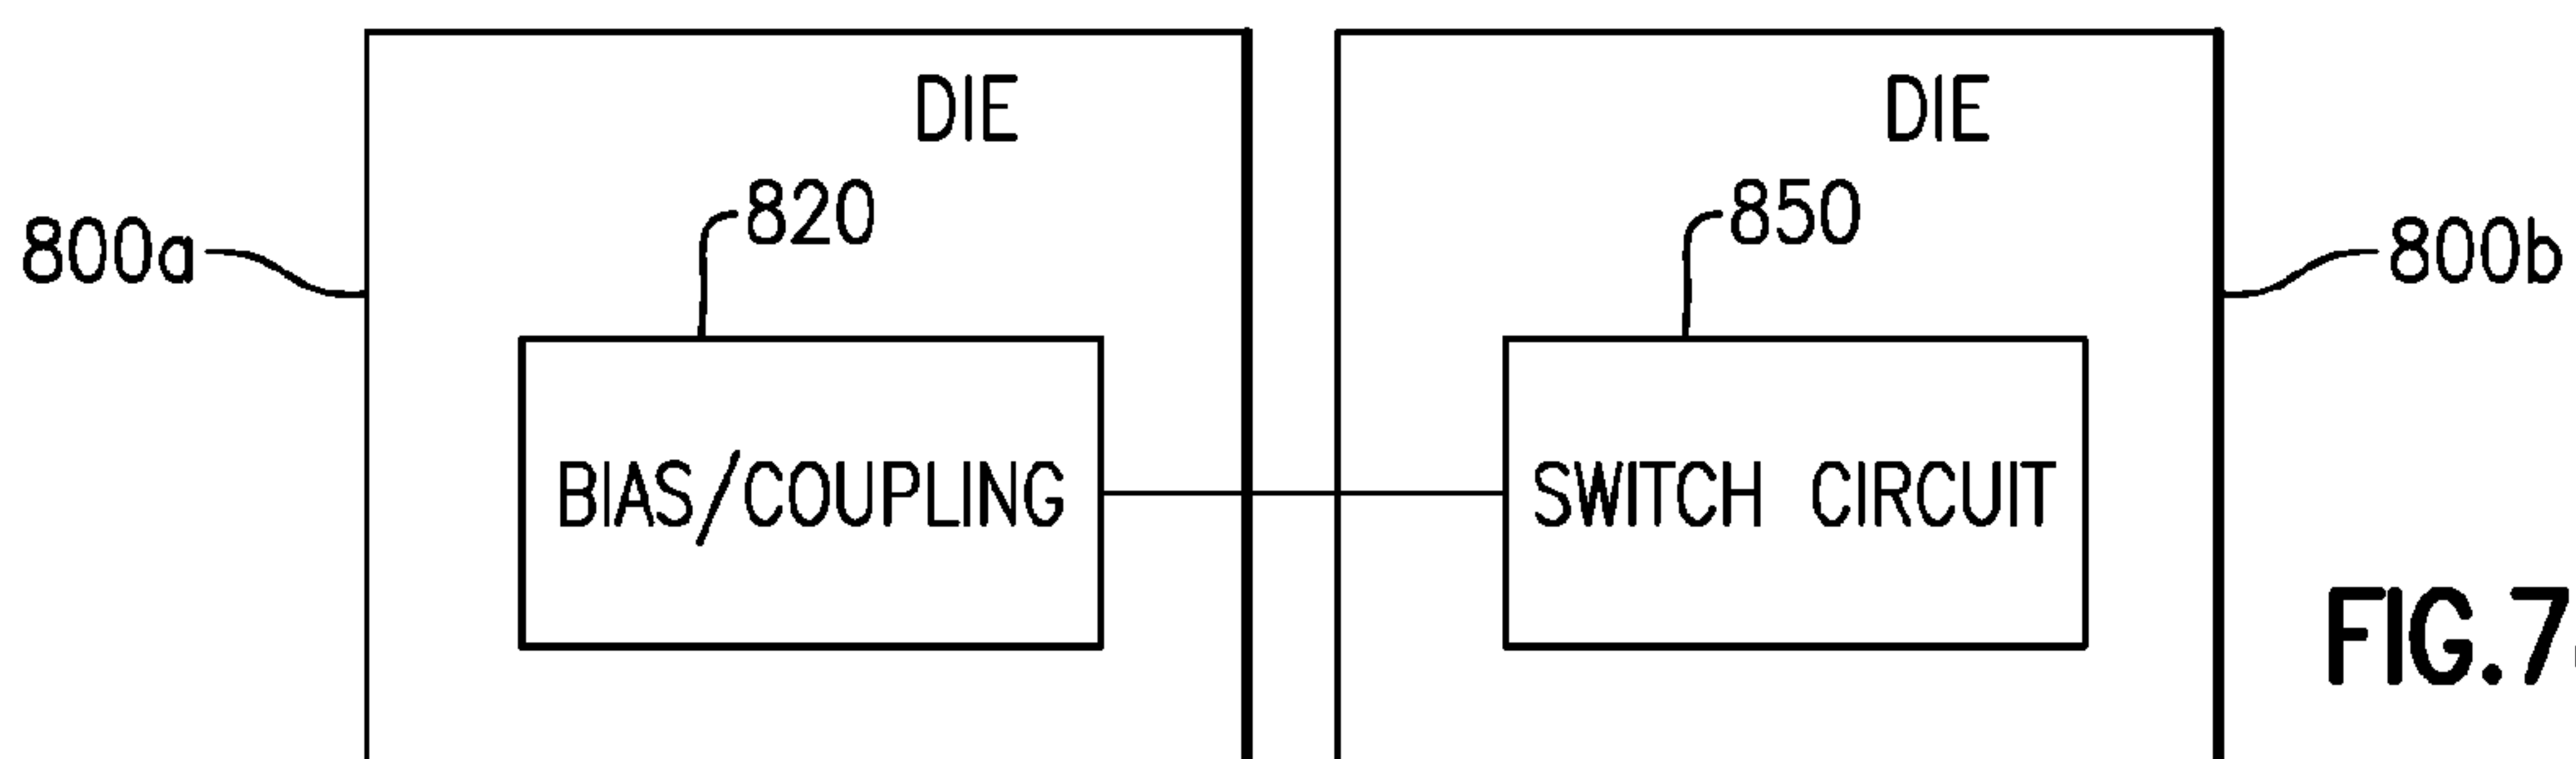 DIE
DIE
820
850
800a
800b
BIAS/COUPLING
SWITCH CIRCUIT